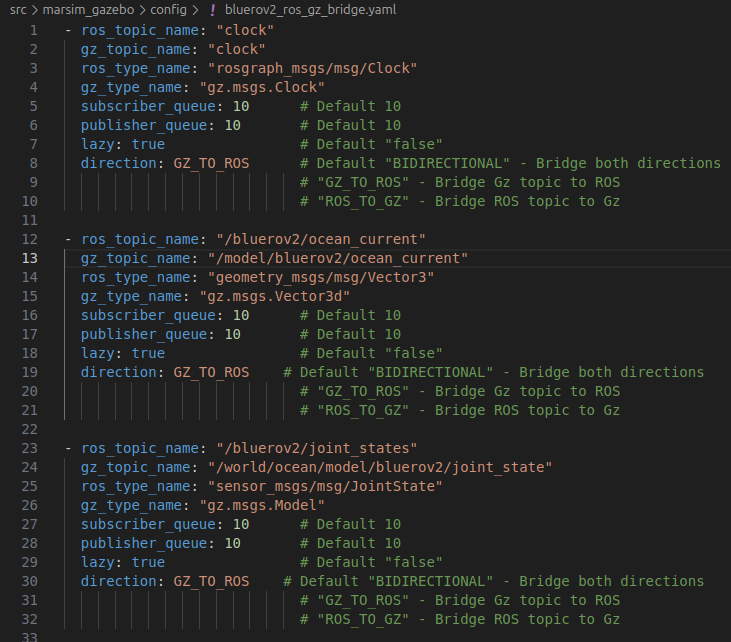 src > marsim_gazebo > config > ! bluerov2_ros_gz_bridge.yaml
1 - ros_topic_name: "clock"
2 gz_topic_name: "clock"
3 ros_type_name: "rosgraph_msgs/msg/Clock"
4 gz_type_name: "gz.msgs.Clock"
5 subscriber_queue: 10 # Default 10
6 publisher_queue: 10 # Default 10
7 lazy: true # Default "false"
8 direction: GZ_TO_ROS # Default "BIDIRECTIONAL" - Bridge both directions
9 # "GZ_TO_ROS" - Bridge Gz topic to ROS
10 # "ROS_TO_GZ" - Bridge ROS topic to Gz
11
12 - ros_topic_name: "/bluerov2/ocean_current"
13 gz_topic_name: "/model/bluerov2/ocean_current"
14 ros_type_name: "geometry_msgs/msg/Vector3"
15 gz_type_name: "gz.msgs.Vector3d"
16 subscriber_queue: 10 # Default 10
17 publisher_queue: 10 # Default 10
18 lazy: true # Default "false"
19 direction: GZ_TO_ROS # Default "BIDIRECTIONAL" - Bridge both directions
20 # "GZ_TO_ROS" - Bridge Gz topic to ROS
21 # "ROS_TO_GZ" - Bridge ROS topic to Gz
22
23 - ros_topic_name: "/bluerov2/joint_states"
24 gz_topic_name: "/world/ocean/model/bluerov2/joint_state"
25 ros_type_name: "sensor_msgs/msg/JointState"
26 gz_type_name: "gz.msgs.Model"
27 subscriber_queue: 10 # Default 10
28 publisher_queue: 10 # Default 10
29 lazy: true # Default "false"
30 direction: GZ_TO_ROS # Default "BIDIRECTIONAL" - Bridge both directions
31 # "GZ_TO_ROS" - Bridge Gz topic to ROS
32 # "ROS_TO_GZ" - Bridge ROS topic to Gz
33